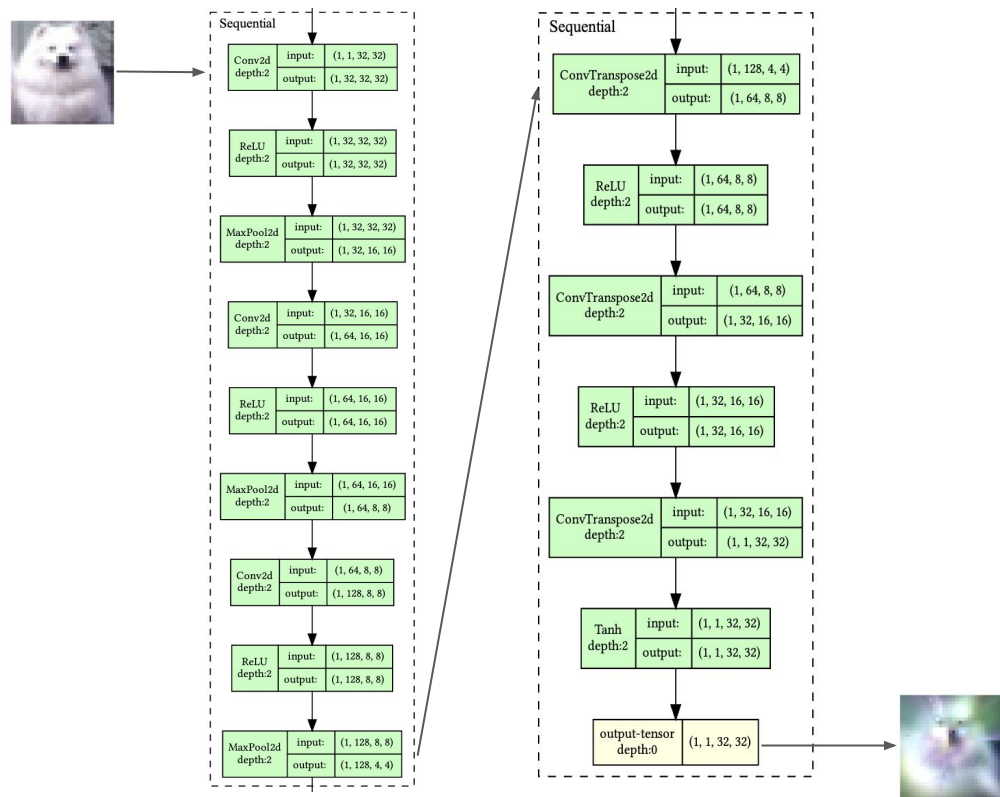 Sequential
Conv2d
depth:2
input:
(1, 1, 32, 32)
output:
(1, 32, 32, 32)
ReLU
depth:2
input:
(1, 32, 32, 32)
output:
(1, 32, 32, 32)
MaxPool2d
depth:2
input:
(1, 32, 32, 32)
output:
(1, 32, 16, 16)
Conv2d
depth:2
input:
(1, 32, 16, 16)
output:
(1, 64, 16, 16)
ReLU
depth:2
input:
(1, 64, 16, 16)
output:
(1, 64, 16, 16)
MaxPool2d
depth:2
input:
(1, 64, 16, 16)
output:
(1, 64, 8, 8)
Conv2d
depth:2
input:
(1, 64, 8, 8)
output:
(1, 128, 8, 8)
ReLU
depth:2
input:
(1, 128, 8, 8)
output:
(1, 128, 8, 8)
MaxPool2d
depth:2
input:
(1, 128, 8, 8)
output:
(1, 128, 4, 4)
Sequential
ConvTranspose2d
depth:2
input:
(1, 128, 4, 4)
output:
(1, 64, 8, 8)
ReLU
depth:2
input:
(1, 64, 8, 8)
output:
(1, 64, 8, 8)
ConvTranspose2d
depth:2
input:
(1, 64, 8, 8)
output:
(1, 32, 16, 16)
ReLU
depth:2
input:
(1, 32, 16, 16)
output:
(1, 32, 16, 16)
ConvTranspose2d
depth:2
input:
(1, 32, 16, 16)
output:
(1, 1, 32, 32)
Tanh
depth:2
input:
(1, 1, 32, 32)
output:
(1, 1, 32, 32)
output-tensor
depth:0
(1, 1, 32, 32)